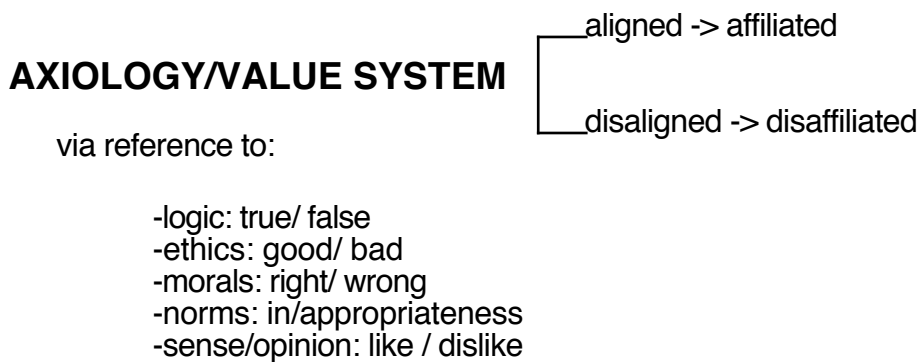 aligned -> affiliated
AXIOLOGY/VALUE SYSTEM
disaligned -> disaffiliated
via reference to:
-logic: true/ false
-ethics: good/ bad
-morals: right/ wrong
-norms: in/appropriateness
-sense/opinion: like / dislike